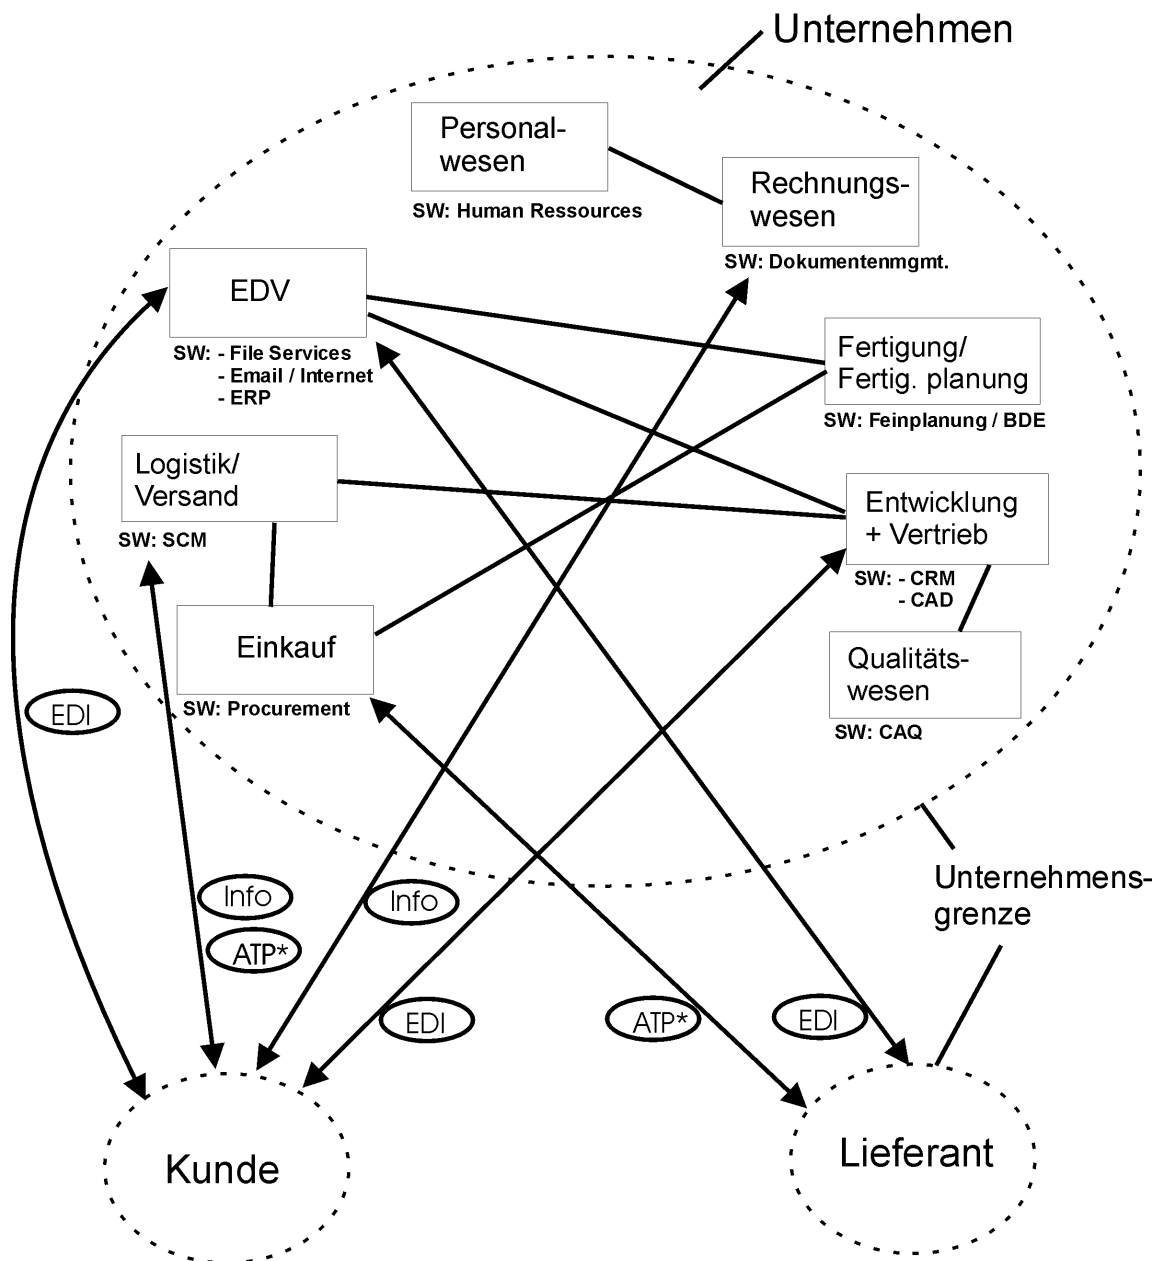 Unternehmen
Personal-
wesen
SW: Human Ressources
Rechnungs-
wesen
SW: Dokumentenmgmt.
EDV
SW: - File Services
- Email / Internet
- ERP
Fertigung/
Fertig. planung
SW: Feinplanung / BDE
Logistik/
Versand
SW: SCM
Entwicklung
+ Vertrieb
SW: - CRM
- CAD
Einkauf
SW: Procurement
Qualitäts-
wesen
SW: CAQ
EDI
Info
ATP*
Info
EDI
ATP*
EDI
Unternehmens-
grenze
Kunde
Lieferant